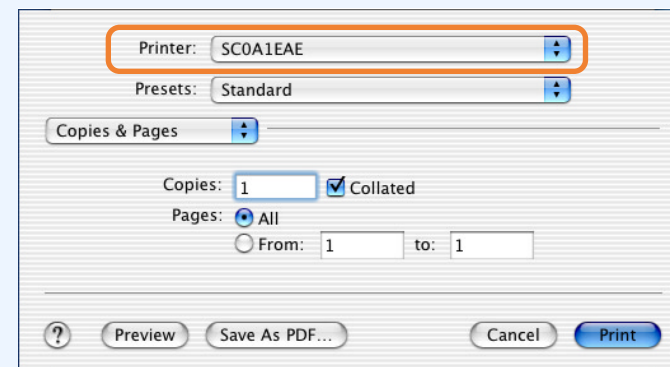 Printer: SC0A1EAE
Presets: Standard
Copies & Pages
Copies: 1 Collated
Pages: All
From: 1 to: 1
? Preview Save As PDF... Cancel Print